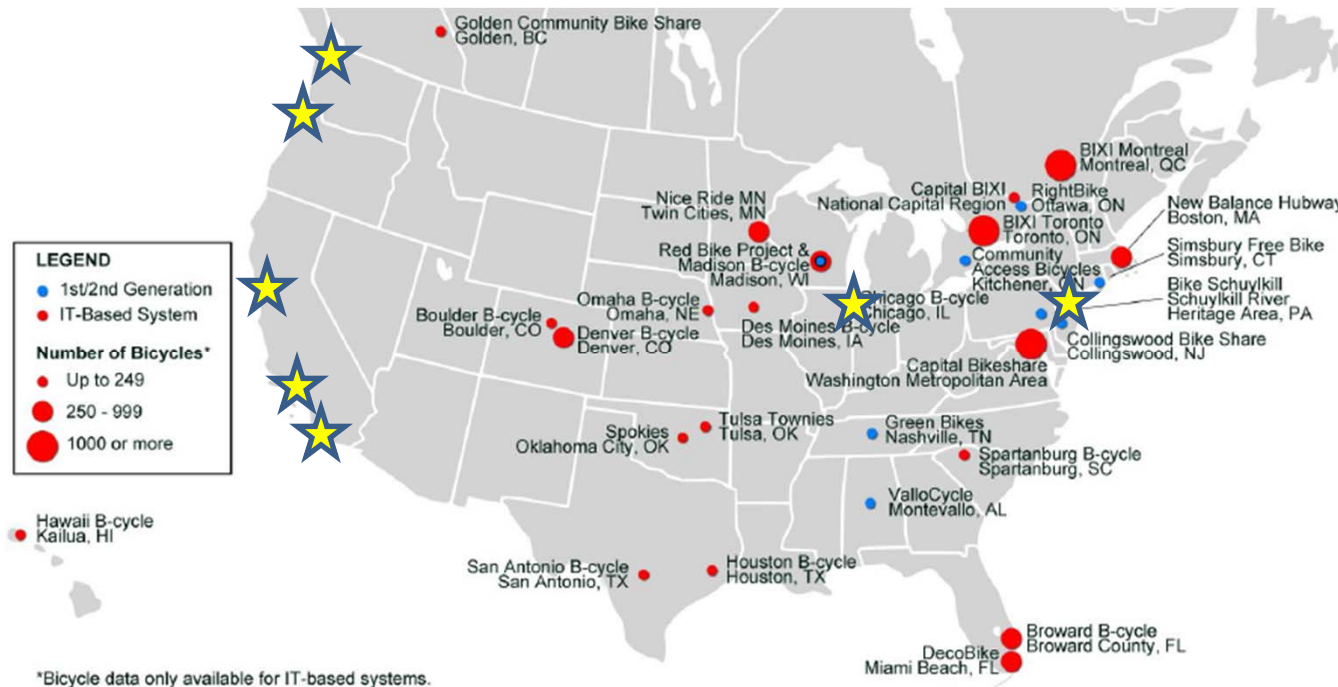 Golden Community Bike Share
Golden, BC
BIXI Montreal
Montreal, QC
Capital BIXI
National Capital Region
RightBike
Ottawa, ON
New Balance Hubway
Boston, MA
Nice Ride MN
Twin Cities, MN
BIXI Toronto
Toronto, ON
Simsbury Free Bike
Simsbury, CT
Red Bike Project &
Madison B-cycle
Madison, WI
Community
Access Bicycles
Kitchener, ON
Bike Schuylkill
Schuylkill River
Heritage Area, PA
LEGEND
1st/2nd Generation
IT-Based System
Number of Bicycles*
Up to 249
250 - 999
1000 or more
Omaha B-cycle
Omaha, NE
Chicago B-cycle
Chicago, IL
Boulder B-cycle
Boulder, CO
Denver B-cycle
Denver, CO
Des Moines B-cycle
Des Moines, IA
Collingswood Bike Share
Collingswood, NJ
Capital Bikeshare
Washington Metropolitan Area
Tulsa Townies
Tulsa, OK
Spokies
Oklahoma City, OK
Green Bikes
Nashville, TN
Spartanburg B-cycle
Spartanburg, SC
ValloCycle
Montevallo, AL
Hawaii B-cycle
Kailua, HI
San Antonio B-cycle
San Antonio, TX
Houston B-cycle
Houston, TX
Broward B-cycle
Broward County, FL
DecoBike
Miami Beach, FL
*Bicycle data only available for IT-based systems.